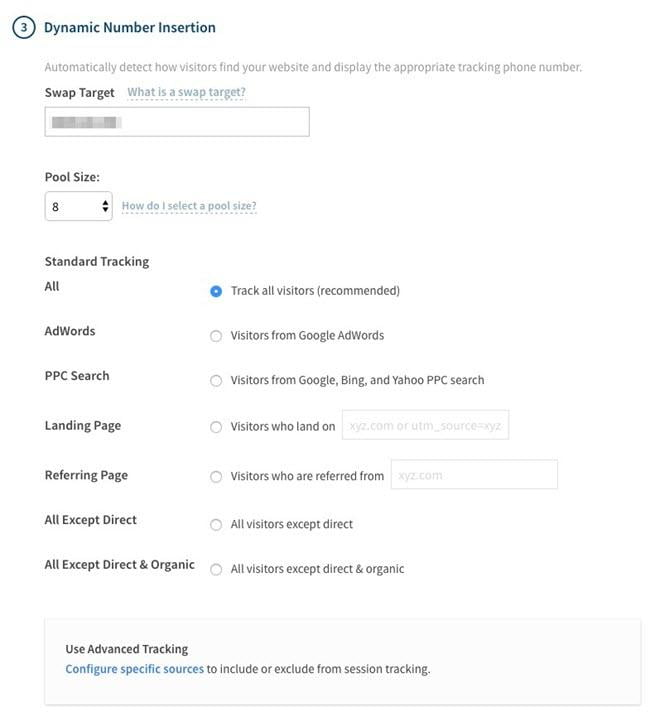 3 Dynamic Number Insertion
Automatically detect how visitors find your website and display the appropriate tracking phone number.
Swap Target What is a swap target?
Pool Size:
8 How do I select a pool size?
Standard Tracking
All Track all visitors (recommended)
AdWords Visitors from Google AdWords
PPC Search Visitors from Google, Bing, and Yahoo PPC search
Landing Page Visitors who land on xyz.com or utm_source=xyz
Referring Page Visitors who are referred from xyz.com
All Except Direct All visitors except direct
All Except Direct & Organic All visitors except direct & organic
Use Advanced Tracking
Configure specific sources to include or exclude from session tracking.